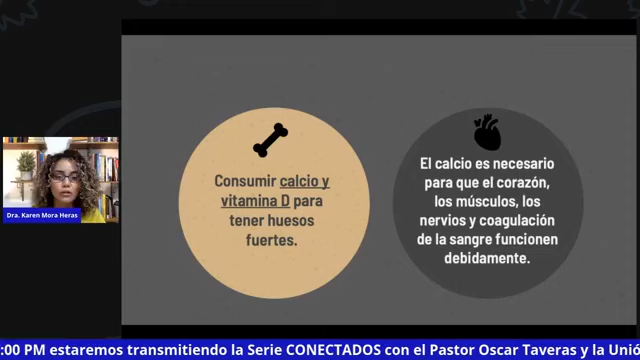 Consumir calcio y
vitamina D para
tener huesos
fuertes.
El calcio es necesario
para que el corazón,
los músculos, los
nervios y coagulación
de la sangre funcionen
debidamente.
Dra. Karen Mora Heras
:00 PM estaremos transmitiendo la Serie CONECTADOS con el Pastor Oscar Taveras y la Unió